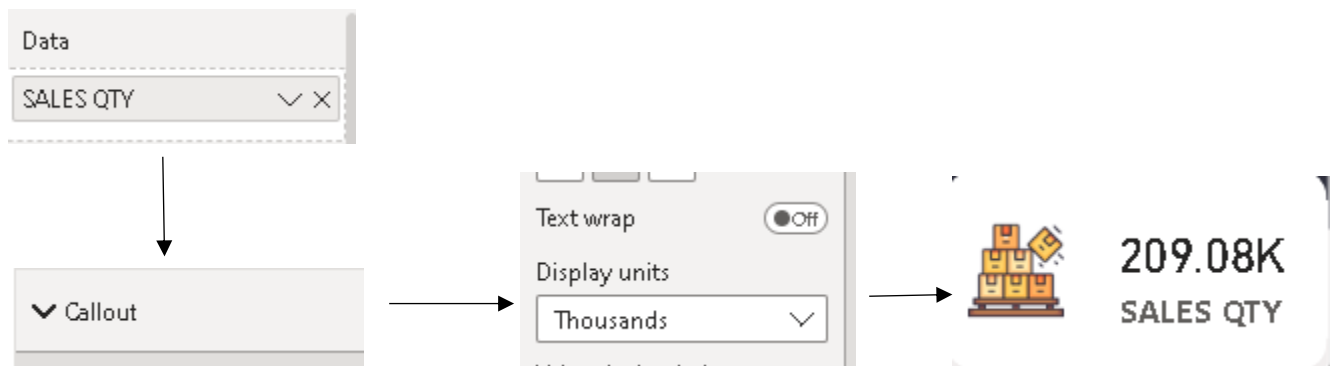 Data
SALES QTY
Callout
Text wrap
Off
Display units
Thousands
209.08K
SALES QTY